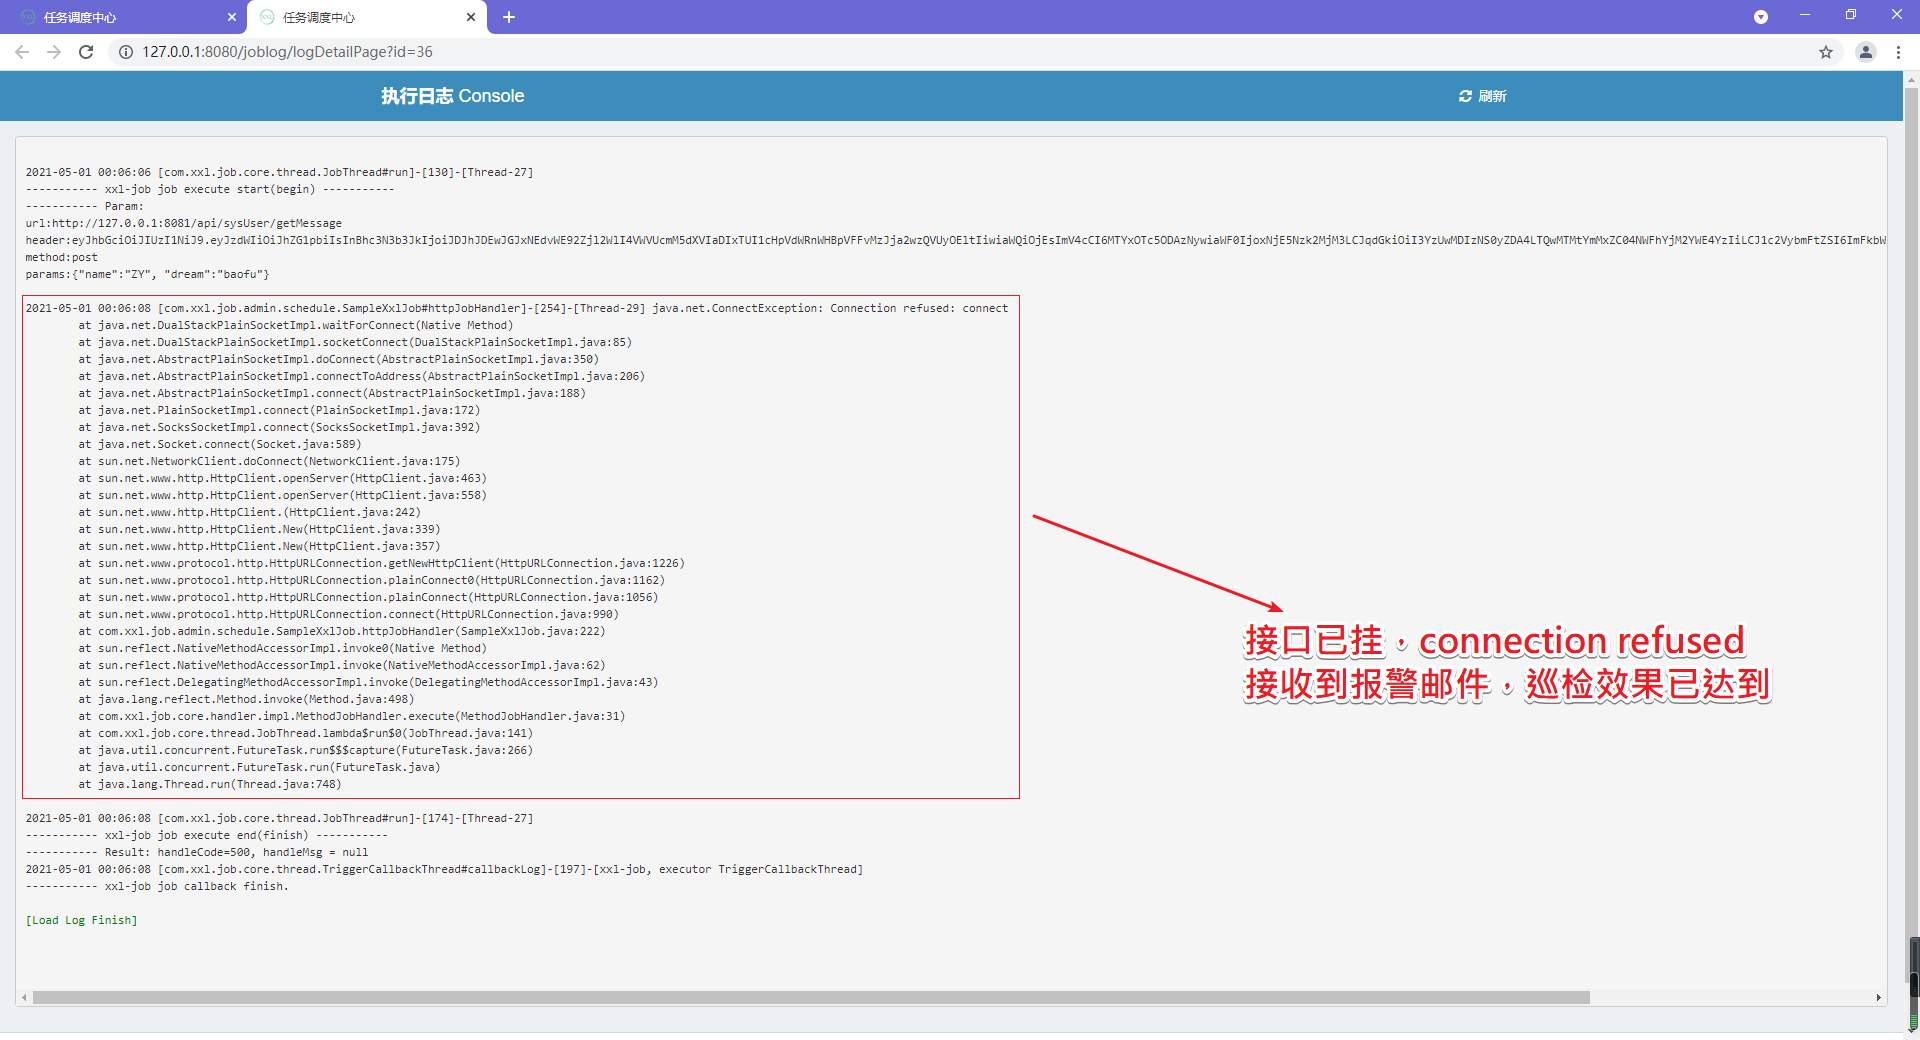 任务调度中心
任务调度中心
127.0.0.1:8080/joblog/logDetailPage?id=36
执行日志 Console
刷新
2021-05-01 00:06:06 [com.xxl.job.core.thread.JobThread#run]-[130]-[Thread-27]
----------- xxl-job job execute start(begin) -----------
----------- Param:
url:http://127.0.0.1:8081/api/sysUser/getMessage
method:post
params:{"name":"ZY", "dream":"baofu"}
2021-05-01 00:06:08 [com.xxl.job.admin.schedule.SampleXxlJob#httpJobHandler]-[254]-[Thread-29] java.net.ConnectException: Connection refused: connect
at java.net.DualStackPlainSocketImpl.waitForConnect(Native Method)
at java.net.DualStackPlainSocketImpl.socketConnect(DualStackPlainSocketImpl.java:85)
at java.net.AbstractPlainSocketImpl.doConnect(AbstractPlainSocketImpl.java:350)
at java.net.AbstractPlainSocketImpl.connectToAddress(AbstractPlainSocketImpl.java:206)
at java.net.AbstractPlainSocketImpl.connect(AbstractPlainSocketImpl.java:188)
at java.net.PlainSocketImpl.connect(PlainSocketImpl.java:172)
at java.net.SocksSocketImpl.connect(SocksSocketImpl.java:392)
at java.net.Socket.connect(Socket.java:589)
at sun.net.NetworkClient.doConnect(NetworkClient.java:175)
at sun.net.www.http.HttpClient.openServer(HttpClient.java:463)
at sun.net.www.http.HttpClient.openServer(HttpClient.java:558)
at sun.net.www.http.HttpClient.(HttpClient.java:242)
at sun.net.www.http.HttpClient.New(HttpClient.java:339)
at sun.net.www.http.HttpClient.New(HttpClient.java:357)
at sun.net.www.protocol.http.HttpURLConnection.getNewHttpClient(HttpURLConnection.java:1226)
at sun.net.www.protocol.http.HttpURLConnection.plainConnect0(HttpURLConnection.java:1162)
at sun.net.www.protocol.http.HttpURLConnection.plainConnect(HttpURLConnection.java:1056)
at sun.net.www.protocol.http.HttpURLConnection.connect(HttpURLConnection.java:990)
at com.xxl.job.admin.schedule.SampleXxlJob.httpJobHandler(SampleXxlJob.java:222)
at sun.reflect.NativeMethodAccessorImpl.invoke0(Native Method)
at sun.reflect.NativeMethodAccessorImpl.invoke(NativeMethodAccessorImpl.java:62)
at sun.reflect.DelegatingMethodAccessorImpl.invoke(DelegatingMethodAccessorImpl.java:43)
at java.lang.reflect.Method.invoke(Method.java:498)
at com.xxl.job.core.handler.impl.MethodJobHandler.execute(MethodJobHandler.java:31)
at com.xxl.job.core.thread.JobThread.lambda$run$0(JobThread.java:141)
at java.util.concurrent.FutureTask.run$$$capture(FutureTask.java:266)
at java.util.concurrent.FutureTask.run(FutureTask.java)
at java.lang.Thread.run(Thread.java:748)
接口已挂，connection refused
接收到报警邮件，巡检效果已达到
2021-05-01 00:06:08 [com.xxl.job.core.thread.JobThread#run]-[174]-[Thread-27]
----------- xxl-job job execute end(finish) -----------
----------- Result: handleCode=500, handleMsg = null
2021-05-01 00:06:08 [com.xxl.job.core.thread.TriggerCallbackThread#callbackLog]-[197]-[xxl-job, executor TriggerCallbackThread]
----------- xxl-job job callback finish.
[Load Log Finish]